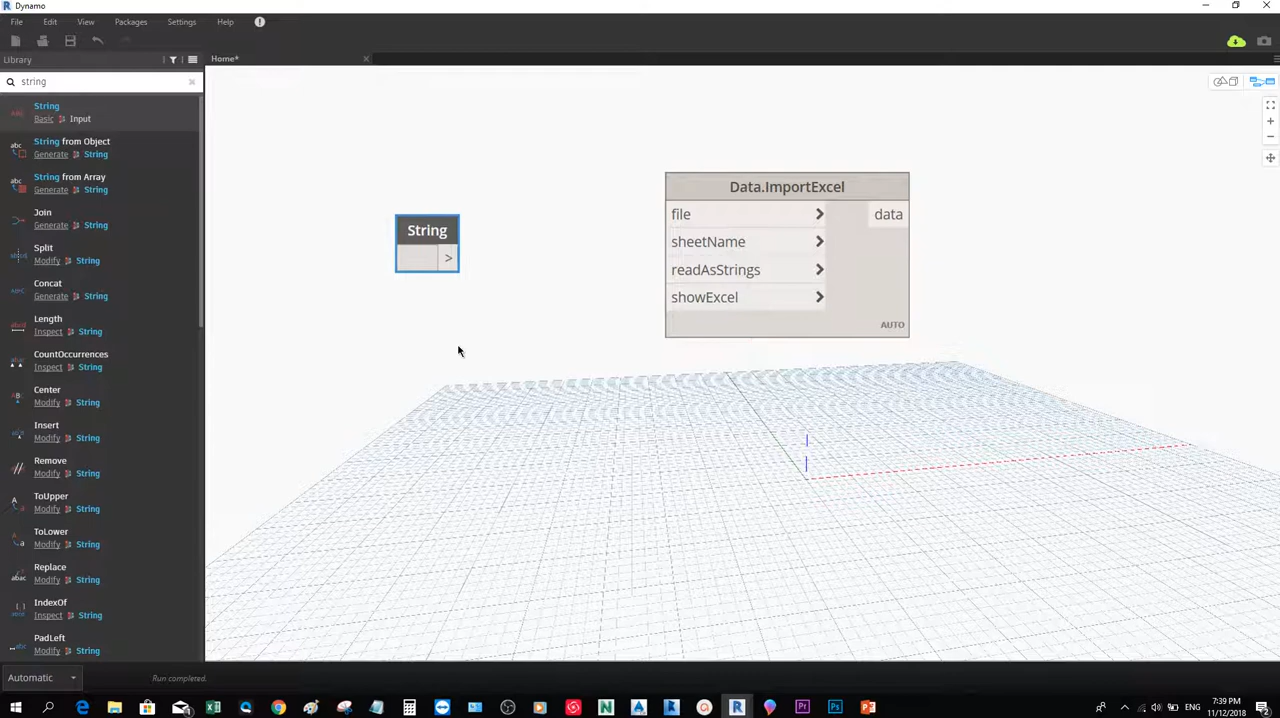 Dynamo
File Edit View Packages Settings Help
Library
Home*
string
String
Basic Input
String from Object
Generate String
String from Array
Generate String
Join
Generate String
Split
Modify String
Concat
Generate String
Length
Inspect String
CountOccurrences
Inspect String
Center
Modify String
Insert
Modify String
Remove
Modify String
ToUpper
Modify String
ToLower
Modify String
Replace
Modify String
IndexOf
Inspect String
PadLeft
Modify String
String
>
Data.ImportExcel
file data
sheetName
readAsStrings
showExcel
AUTO
Automatic Run completed.
7:39 PM
11/12/2018